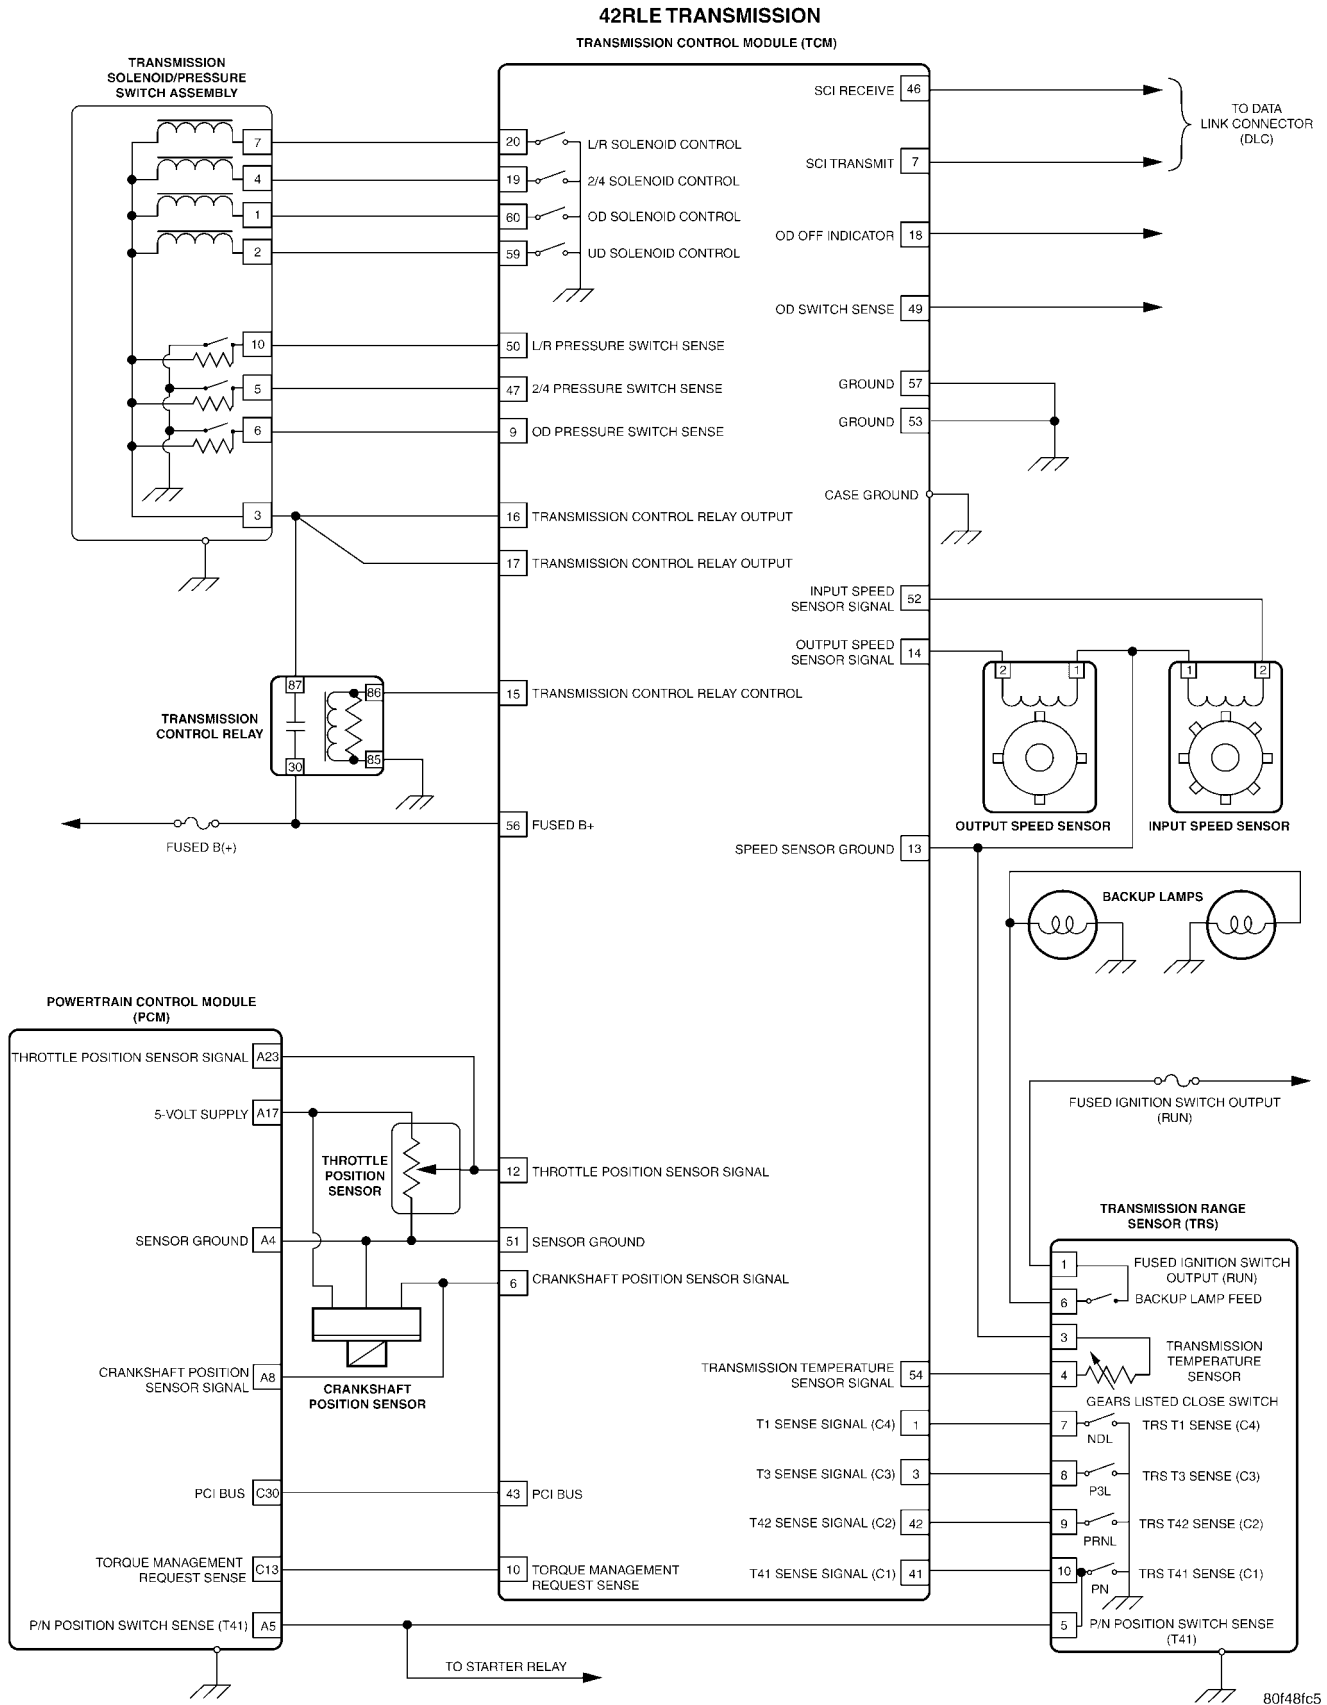 42RLE TRANSMISSION
TRANSMISSION CONTROL MODULE (TCM)
TRANSMISSION
SOLENOID/PRESSURE
SWITCH ASSEMBLY
7
4
1
2
10
5
6
3
20 L/R SOLENOID CONTROL
19 2/4 SOLENOID CONTROL
60 OD SOLENOID CONTROL
59 UD SOLENOID CONTROL
50 L/R PRESSURE SWITCH SENSE
47 2/4 PRESSURE SWITCH SENSE
9 OD PRESSURE SWITCH SENSE
16 TRANSMISSION CONTROL RELAY OUTPUT
17 TRANSMISSION CONTROL RELAY OUTPUT
15 TRANSMISSION CONTROL RELAY CONTROL
56 FUSED B+
TRANSMISSION
CONTROL RELAY
87
86
85
30
FUSED B(+)
SCI RECEIVE 46
SCI TRANSMIT 7
TO DATA
LINK CONNECTOR
(DLC)
OD OFF INDICATOR 18
OD SWITCH SENSE 49
GROUND 57
GROUND 53
CASE GROUND
INPUT SPEED
SENSOR SIGNAL 52
OUTPUT SPEED
SENSOR SIGNAL 14
2 1
1 2
OUTPUT SPEED SENSOR
INPUT SPEED SENSOR
SPEED SENSOR GROUND 13
BACKUP LAMPS
POWERTRAIN CONTROL MODULE
(PCM)
THROTTLE POSITION SENSOR SIGNAL A23
5-VOLT SUPPLY A17
THROTTLE
POSITION
SENSOR
12 THROTTLE POSITION SENSOR SIGNAL
SENSOR GROUND A4
51 SENSOR GROUND
6 CRANKSHAFT POSITION SENSOR SIGNAL
CRANKSHAFT POSITION
SENSOR SIGNAL A8
CRANKSHAFT
POSITION SENSOR
PCI BUS C30
43 PCI BUS
TORQUE MANAGEMENT
REQUEST SENSE C13
10 TORQUE MANAGEMENT
REQUEST SENSE
P/N POSITION SWITCH SENSE (T41) A5
TO STARTER RELAY
FUSED IGNITION SWITCH OUTPUT
(RUN)
TRANSMISSION RANGE
SENSOR (TRS)
1 FUSED IGNITION SWITCH
OUTPUT (RUN)
6 BACKUP LAMP FEED
3
TRANSMISSION
TEMPERATURE
SENSOR
4
TRANSMISSION TEMPERATURE
SENSOR SIGNAL 54
GEARS LISTED CLOSE SWITCH
T1 SENSE SIGNAL (C4) 1
7 NDL TRS T1 SENSE (C4)
T3 SENSE SIGNAL (C3) 3
8 P3L TRS T3 SENSE (C3)
T42 SENSE SIGNAL (C2) 42
9 PRNL TRS T42 SENSE (C2)
T41 SENSE SIGNAL (C1) 41
10 PN TRS T41 SENSE (C1)
5 P/N POSITION SWITCH SENSE
(T41)
80f48fc5